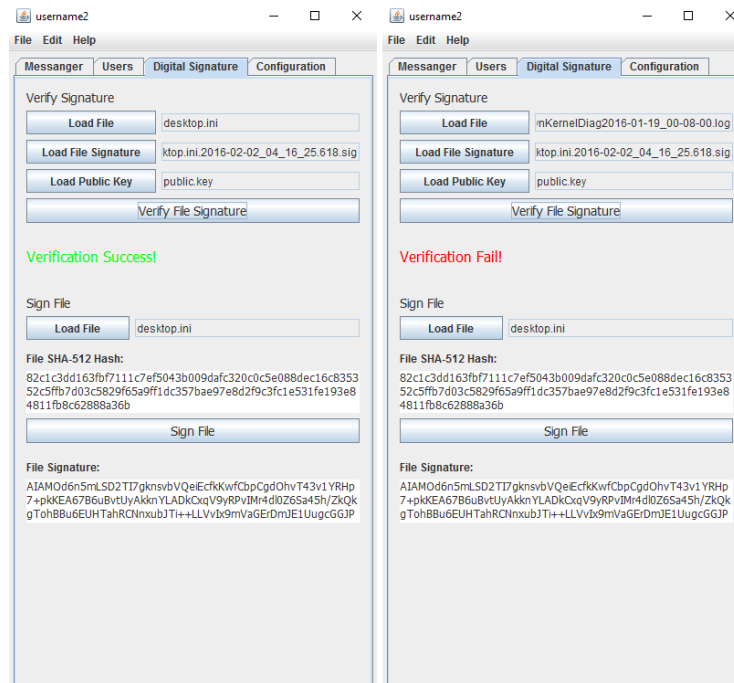 username2
File Edit Help
Messanger Users Digital Signature Configuration
Verify Signature
Load File desktop.ini
Load File Signature ktop.ini.2016-02-02_04_16_25.618.sig
Load Public Key public.key
Verify File Signature
Verification Success!
Sign File
Load File desktop.ini
File SHA-512 Hash:
82c1c3dd163fbf7111c7ef5043b009dafc320c0c5e088dec16c8353
52c5ffb7d03c5829f65a9ff1dc357bae97e8d2f9c3fc1e531fe193e8
4811fb8c62888a36b
Sign File
File Signature:
AIAMOd6n5mLSD2TI7gknsvbVQeiEcfkKwfCbpCgdOhvT43v1YRHp
7+pkKEA67B6uBvtUyAkknYLADkCxqV9yRPvIMr4dl0Z6Sa45h/ZkQk
gTohBBu6EUHTahRCNnxubJTi++LLVvIx9mVaGErDmJE1UugcGGJP
username2
File Edit Help
Messanger Users Digital Signature Configuration
Verify Signature
Load File nKernelDiag2016-01-19_00-08-00.log
Load File Signature ktop.ini.2016-02-02_04_16_25.618.sig
Load Public Key public.key
Verify File Signature
Verification Fail!
Sign File
Load File desktop.ini
File SHA-512 Hash:
82c1c3dd163fbf7111c7ef5043b009dafc320c0c5e088dec16c8353
52c5ffb7d03c5829f65a9ff1dc357bae97e8d2f9c3fc1e531fe193e8
4811fb8c62888a36b
Sign File
File Signature:
AIAMOd6n5mLSD2TI7gknsvbVQeiEcfkKwfCbpCgdOhvT43v1YRHp
7+pkKEA67B6uBvtUyAkknYLADkCxqV9yRPvIMr4dl0Z6Sa45h/ZkQk
gTohBBu6EUHTahRCNnxubJTi++LLVvIx9mVaGErDmJE1UugcGGJP